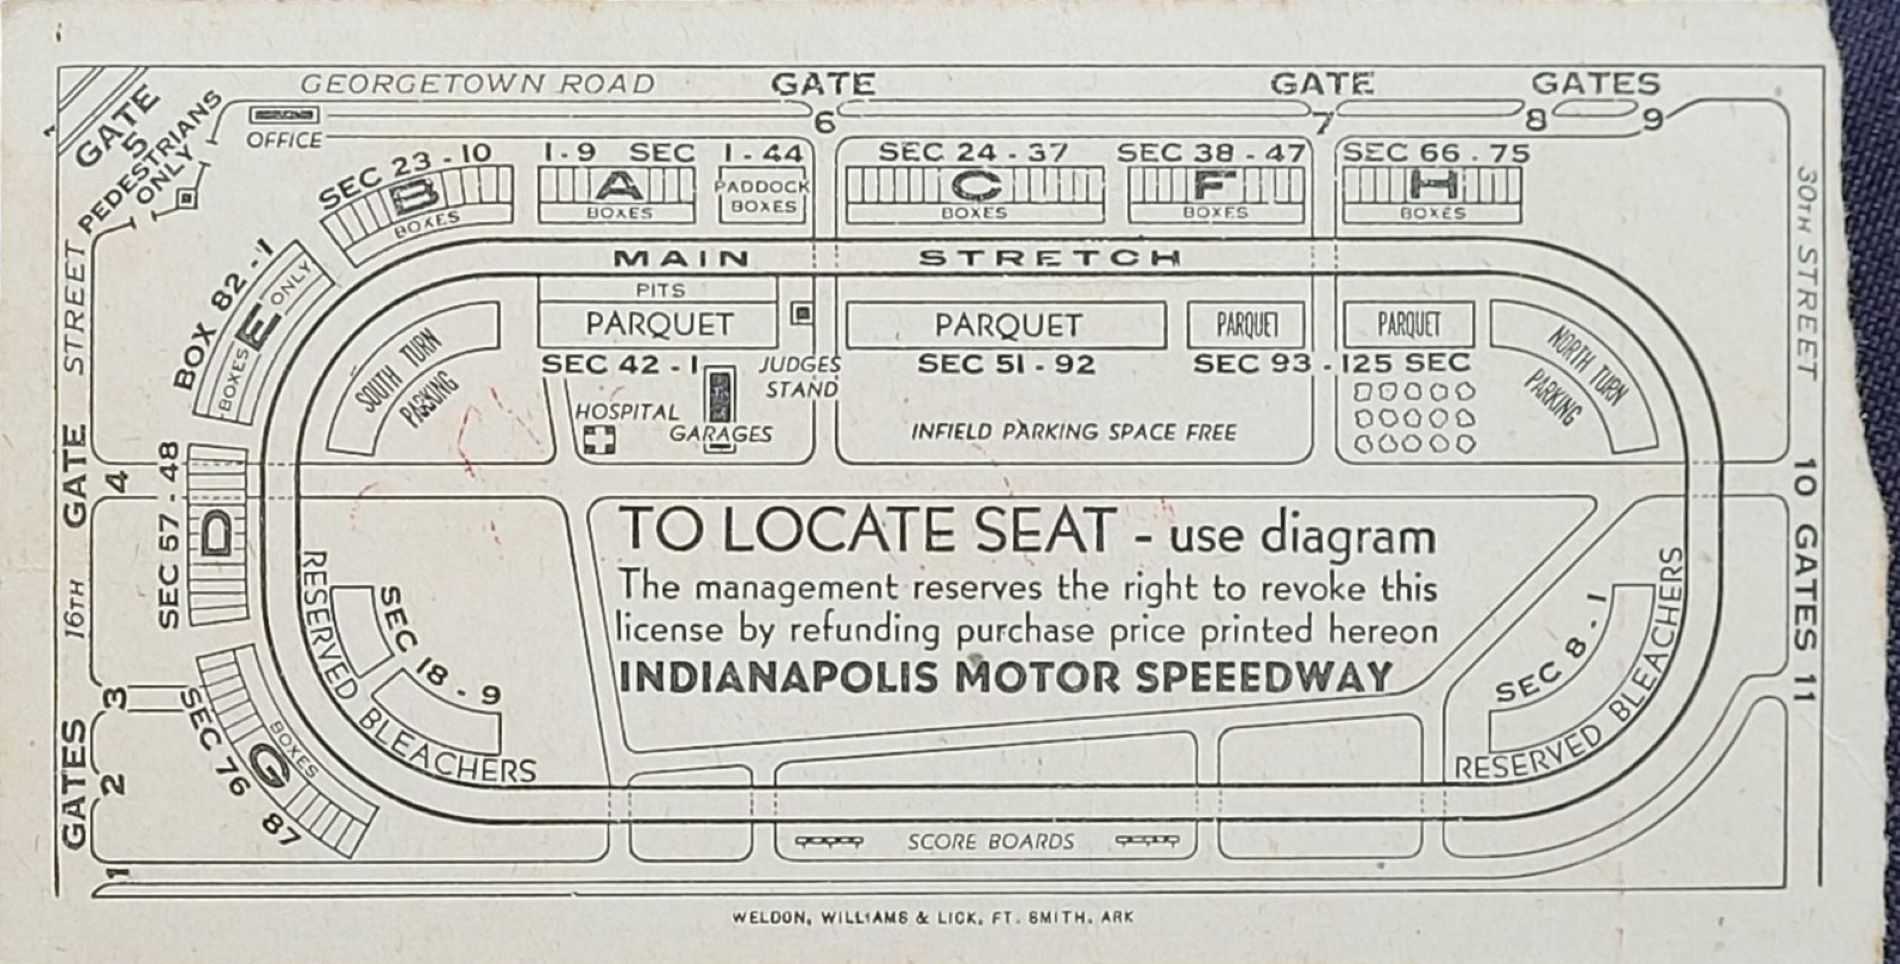 GEORGETOWN ROAD
GATE 6
GATE 7
GATES 8 9
GATE 5
PEDESTRIANS ONLY
OFFICE
SEC 23-10
B
BOXES
1-9 SEC
A
BOXES
1-44
PADDOCK BOXES
SEC 24-37
C
BOXES
SEC 38-47
F
BOXES
SEC 66.75
H
BOXES
30TH STREET
BOX 82-1
BOXES E ONLY
MAIN STRETCH
PITS
PARQUET
SEC 42-1
JUDGES STAND
PARQUET
SEC 51-92
PARQUET
SEC 93-125 SEC
PARQUET
SOUTH TURN
PARKING
NORTH TURN
PARKING
HOSPITAL
GARAGES
INFIELD PARKING SPACE FREE
16TH STREET
GATE 4
SEC 57-48
D
10 GATES 11
TO LOCATE SEAT - use diagram
The management reserves the right to revoke this
license by refunding purchase price printed hereon
INDIANAPOLIS MOTOR SPEEEDWAY
RESERVED BLEACHERS
SEC 18-9
SEC 8-1
RESERVED BLEACHERS
GATES 3 2 1
SEC 76 87
G
BOXES
SCORE BOARDS
WELDON, WILLIAMS & LICK, FT. SMITH, ARK